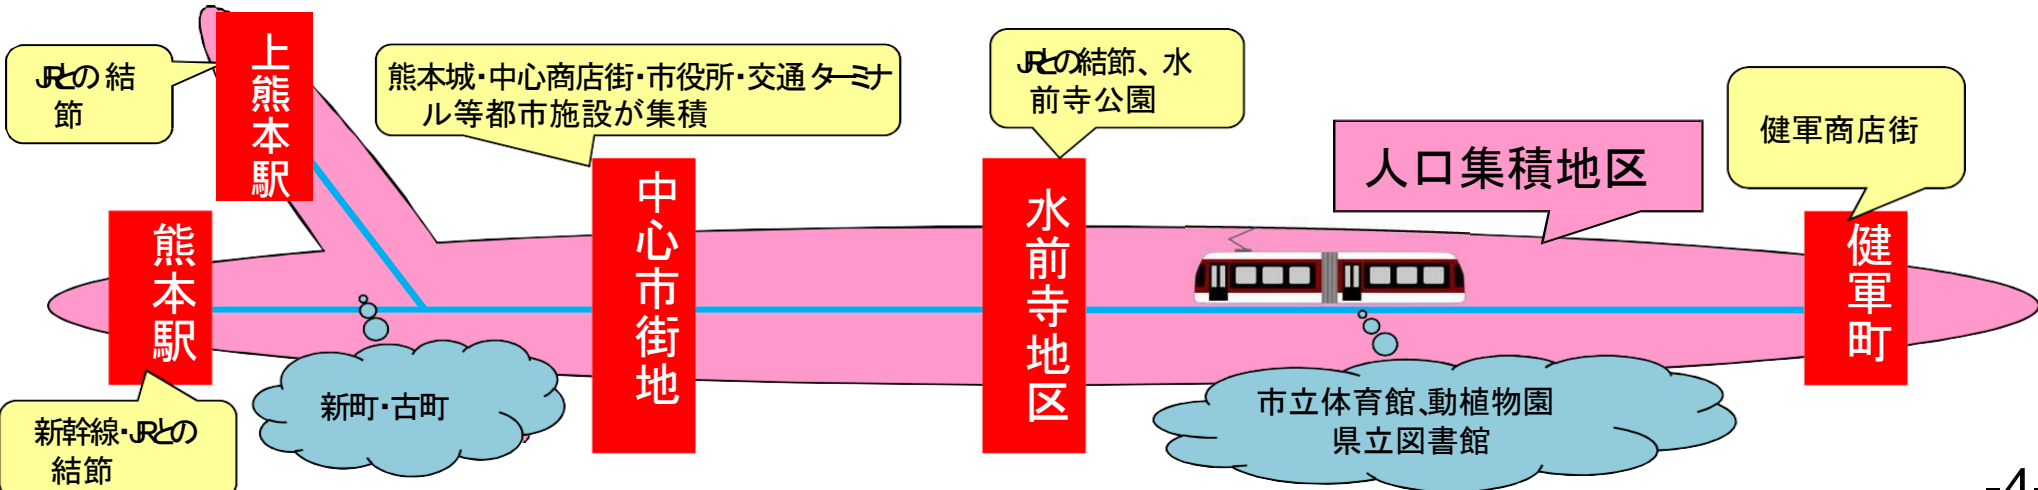 上熊本駅
JRとの結
節
熊本城・中心商店街・市役所・交通ターミナ
ル等都市施設が集積
JRとの結節、水
前寺公園
人口集積地区
健軍商店街
熊本駅
中心市街地
水前寺地区
健軍町
新幹線・JRとの
結節
新町・古町
市立体育館、動植物園
県立図書館
-4-